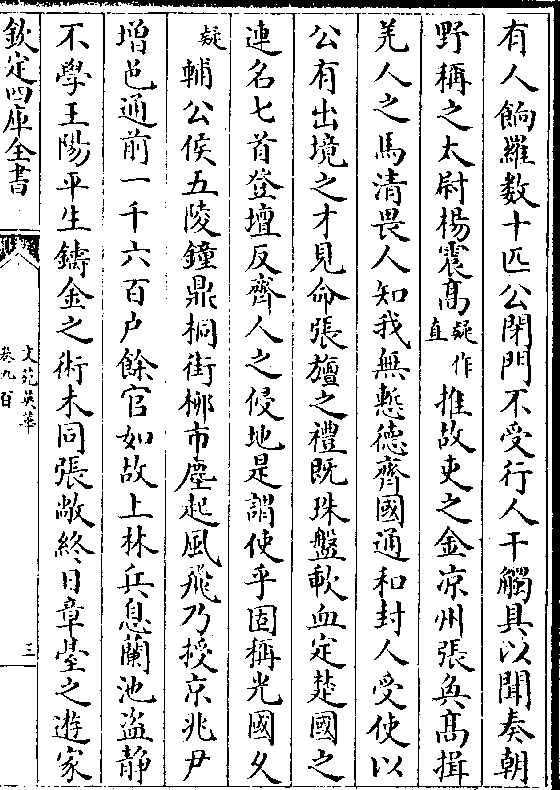 有人餉羅数十匹公閉門不受行人干觸具以聞奏朝
野稱之太尉楊震髙疑作直推故吏之金凉州張奐髙揖
羌人之馬清畏人知我無慙德齊國通和封人受使以
公有出境之才見命張旜之禮既珠盤歃血定楚國之
連名七首登壇反齊人之侵地是謂使乎固稱光國久疑
輔公侯五陵鐘鼎桐街栁市塵起風飛乃授京兆尹
增邑通前一千六百户餘官如故上林兵息蘭池盗静
不學王陽平生鑄金之術未同張敞終日章䑓之遊家
欽定四庫全書
文苑英華
卷九百
三